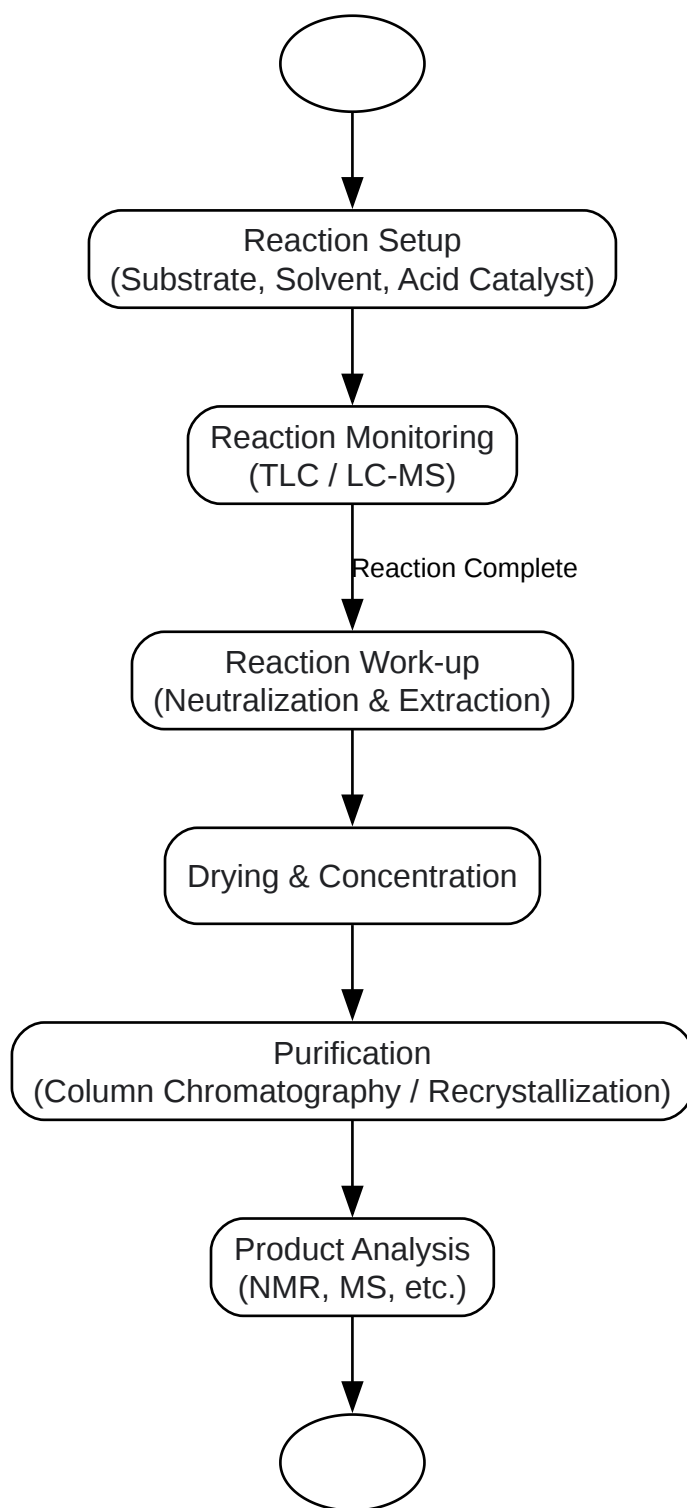 Reaction Setup
(Substrate, Solvent, Acid Catalyst)
Reaction Monitoring
(TLC / LC-MS)
Reaction Complete
Reaction Work-up
(Neutralization & Extraction)
Drying & Concentration
Purification
(Column Chromatography / Recrystallization)
Product Analysis
(NMR, MS, etc.)